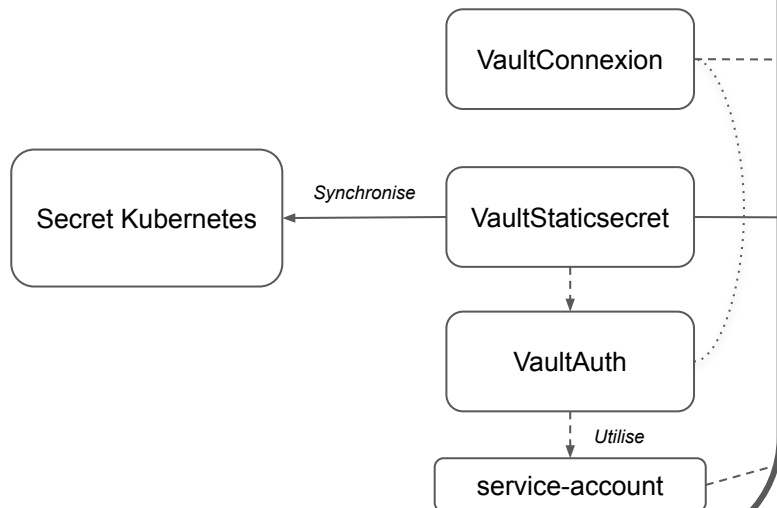 VaultConnexion
Synchronise
Secret Kubernetes
VaultStaticsecret
VaultAuth
Utilise
service-account